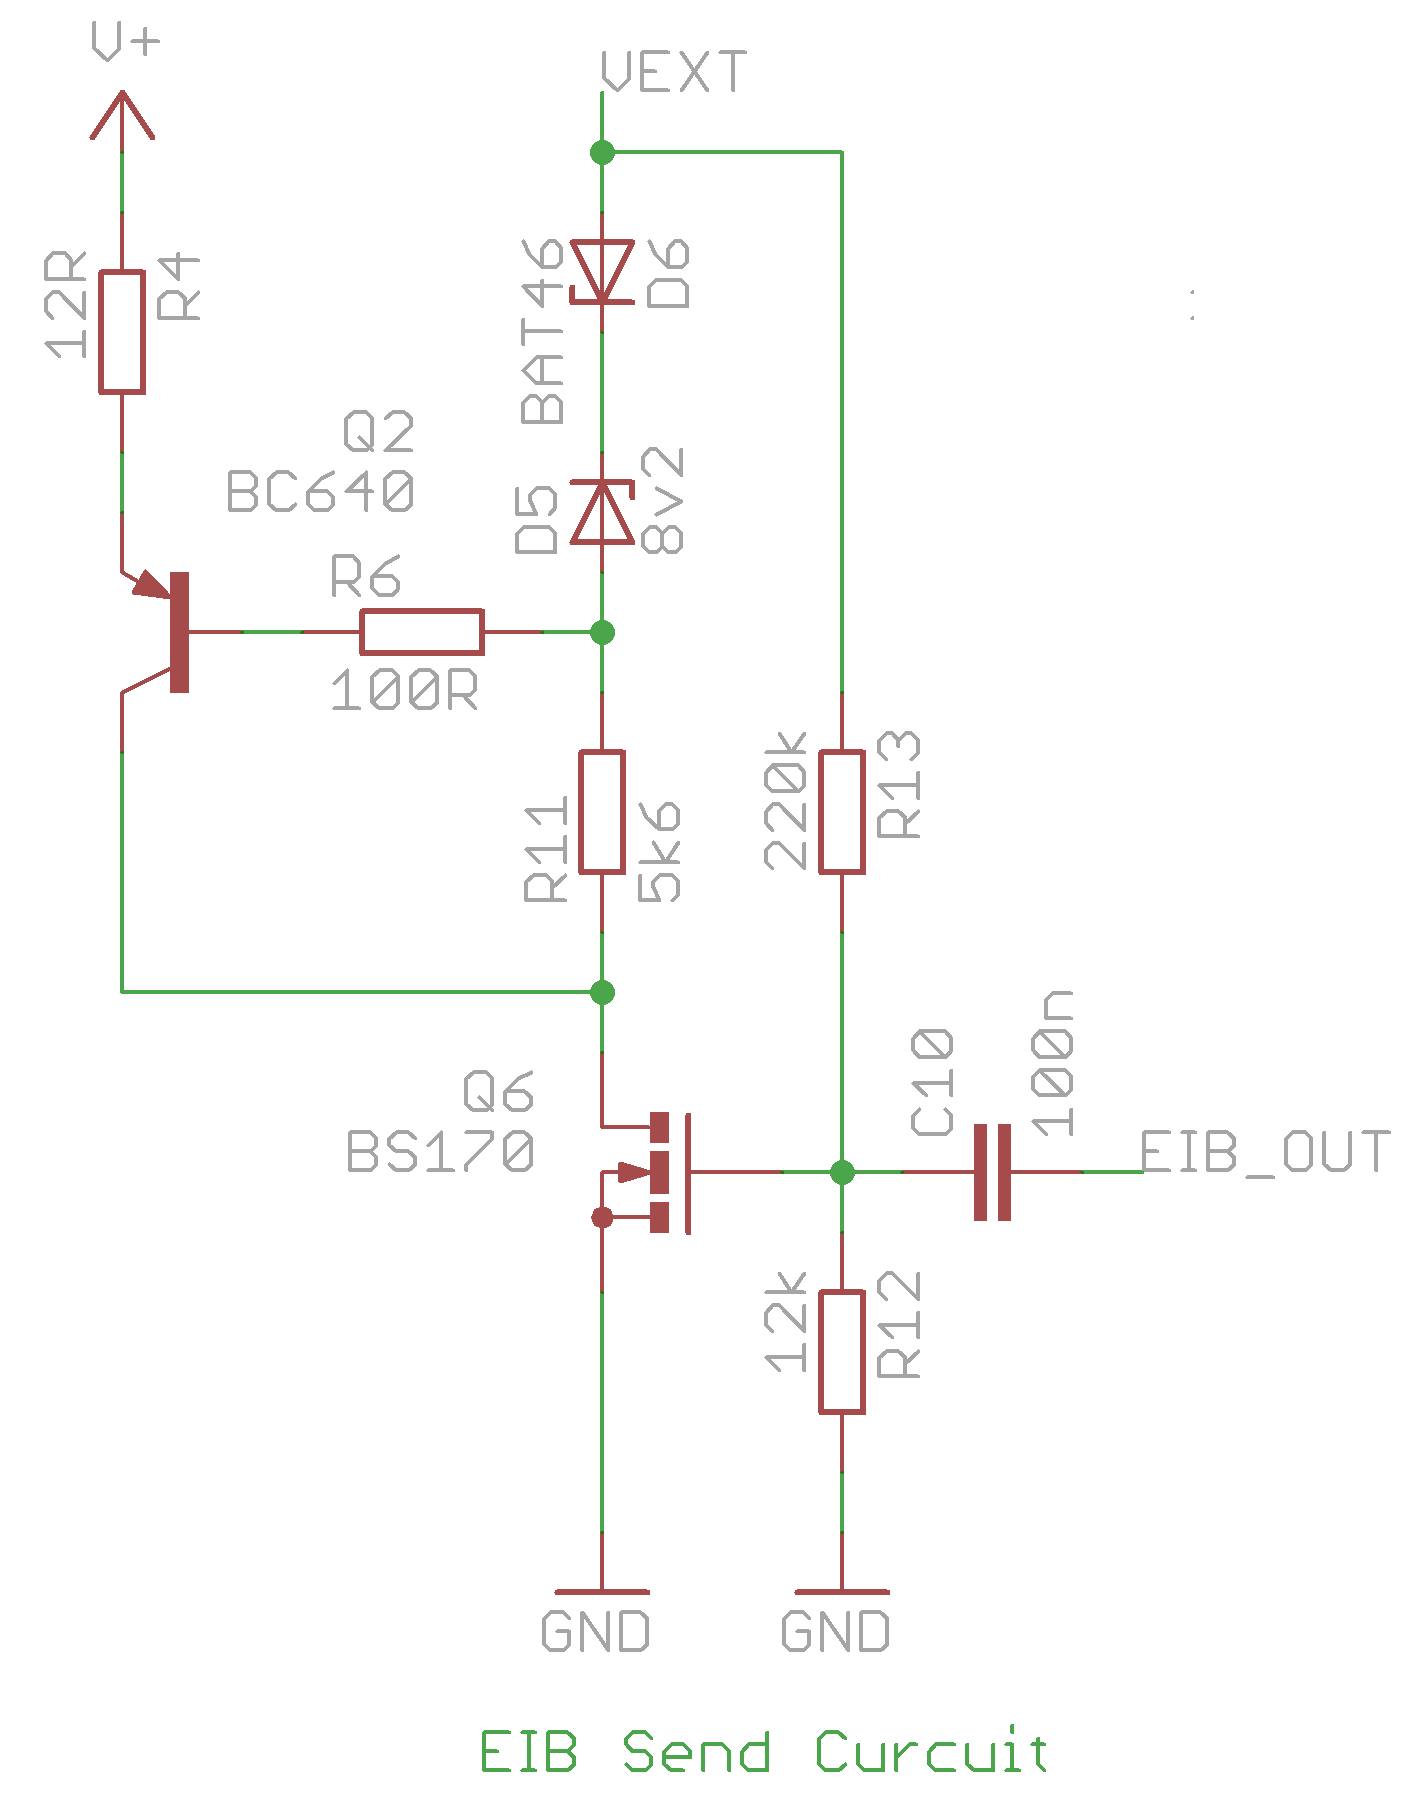 V+
VEXT
12R
R4
BAT46
D6
Q2
BC640
D5
8v2
R6
100R
R11
5k6
220k
R13
Q6
BS170
C10
100n
EIB_OUT
12k
R12
GND
GND
EIB Send Curcuit